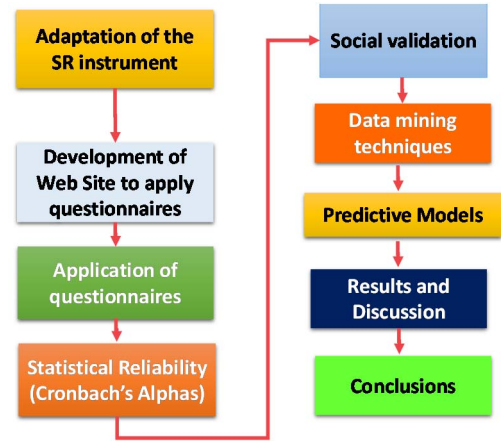 Adaptation of the
SR instrument
Development of
Web Site to apply
questionnaires
Application of
questionnaires
Statistical Reliability
(Cronbach's Alphas)
Social validation
Data mining
techniques
Predictive Models
Results and
Discussion
Conclusions